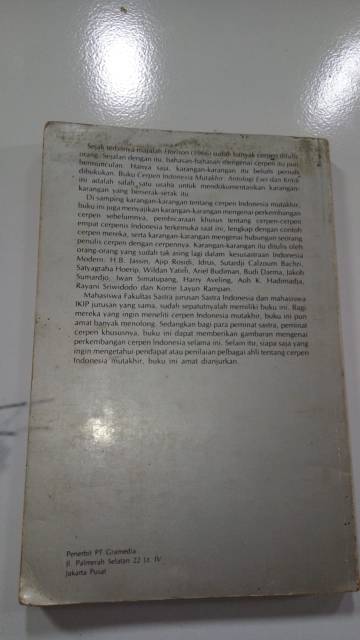 Sejak terbitnya majalah Horison (1966) sudah banyak cerpen ditulis
orang. Sejalan dengan itu, bahasan-bahasan mengenai cerpen itu pun
bermunculan. Hanya saja, karangan-karangan itu belum pernah
dibukukan. Buku Cerpen Indonesia Mutakhir: Antologi Esei dan Kritik
ini adalah salah satu usaha untuk mendokumentasikan karangan-
karangan yang berserak-serak itu.
Di samping karangan-karangan tentang cerpen Indonesia mutakhir,
buku ini juga menyajikan karangan-karangan mengenai perkembangan
cerpen sebelumnya, pembicaraan khusus tentang cerpen-cerpen
empat cerpenis Indonesia terkemuka saat ini, lengkap dengan contoh
cerpen mereka, serta karangan-karangan mengenai hubungan seorang
penulis cerpen dengan cerpennya. Karangan-karangan itu ditulis oleh
orang-orang yang sudah tak asing lagi dalam kesusastraan Indonesia
Modern: H.B. Jassin, Ajip Rosidi, Idrus, Sutardji Calzoum Bachri,
Satyagraha Hoerip, Wildan Yatim, Arief Budiman, Budi Darma, Jakob
Sumardjo, Iwan Simatupang, Harry Aveling, Aoh K. Hadimadja,
Rayani Sriwidodo dan Korrie Layun Rampan.
Mahasiswa Fakultas Sastra jurusan Sastra Indonesia dan mahasiswa
IKIP jurusan yang sama, sudah sepatutnyalah memiliki buku ini. Bagi
mereka yang ingin meneliti cerpen Indonesia mutakhir, buku ini pun
amat banyak menolong. Sedangkan bagi para peminat sastra, peminat
cerpen khususnya, buku ini dapat memberikan gambaran mengenai
perkembangan cerpen Indonesia selama ini. Selain itu, siapa saja yang
ingin mengetahui pendapat atau penilaian pelbagai ahli tentang cerpen
Indonesia mutakhir, buku ini amat dianjurkan.
Penerbit PT Gramedia
Jl. Palmerah Selatan 22 Lt. IV
Jakarta Pusat